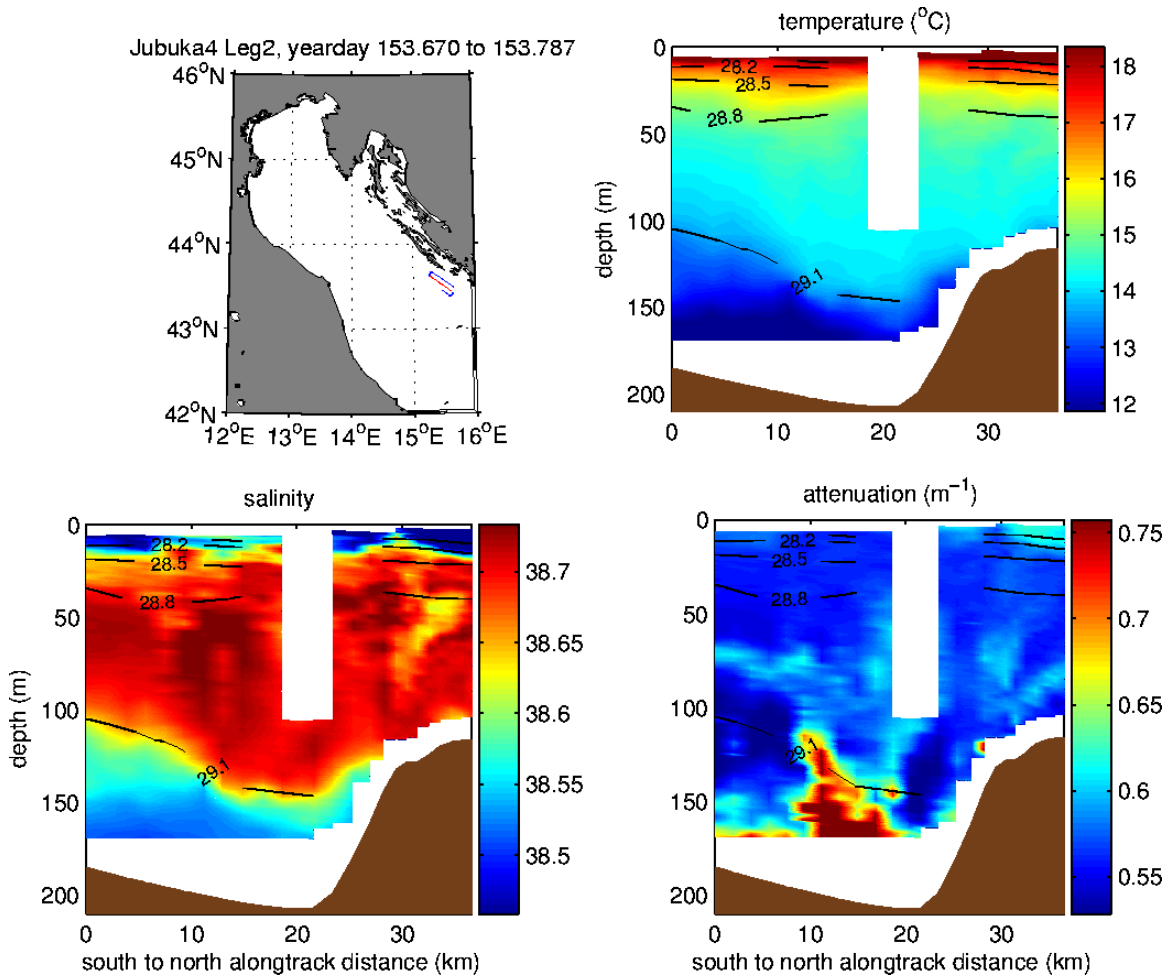 Jubuka4 Leg2, yearday 153.670 to 153.787
46°N
45°N
44°N
43°N
42°N
12°E 13°E 14°E 15°E 16°E
temperature (°C)
0
50
100
150
200
depth (m)
28.2
28.5
28.8
29.1
0 10 20 30
18
17
16
15
14
13
12
salinity
0
50
100
150
200
depth (m)
28.2
28.5
28.8
29.1
0 10 20 30
south to north alongtrack distance (km)
38.7
38.65
38.6
38.55
38.5
attenuation (m⁻¹)
0
50
100
150
200
28.2
28.5
28.8
29.1
0 10 20 30
south to north alongtrack distance (km)
0.75
0.7
0.65
0.6
0.55